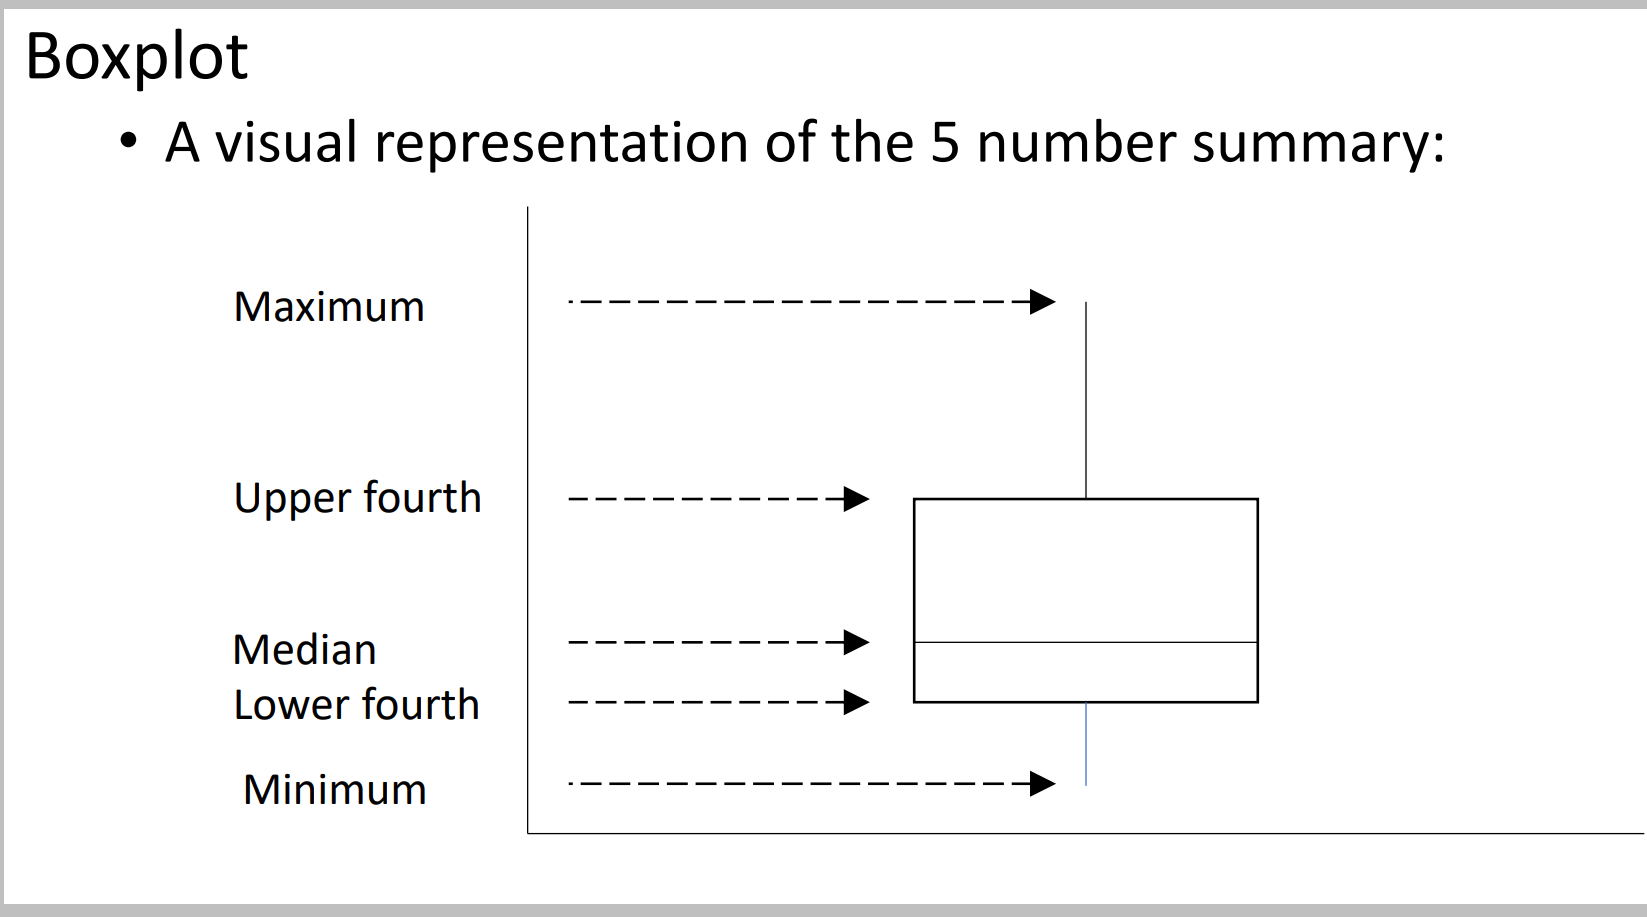 Boxplot
• A visual representation of the 5 number summary:
Maximum
Upper fourth
Median
Lower fourth
Minimum